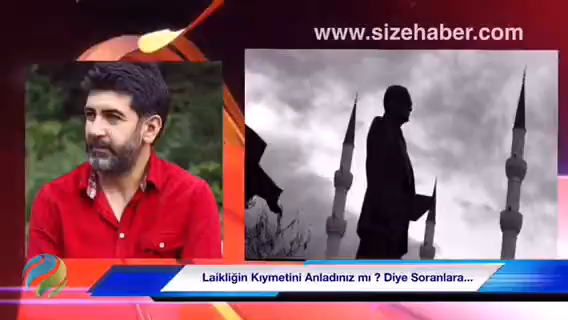 www.sizehaber.com
Laikliğin Kıymetini Anladınız mı ? Diye Soranlara...